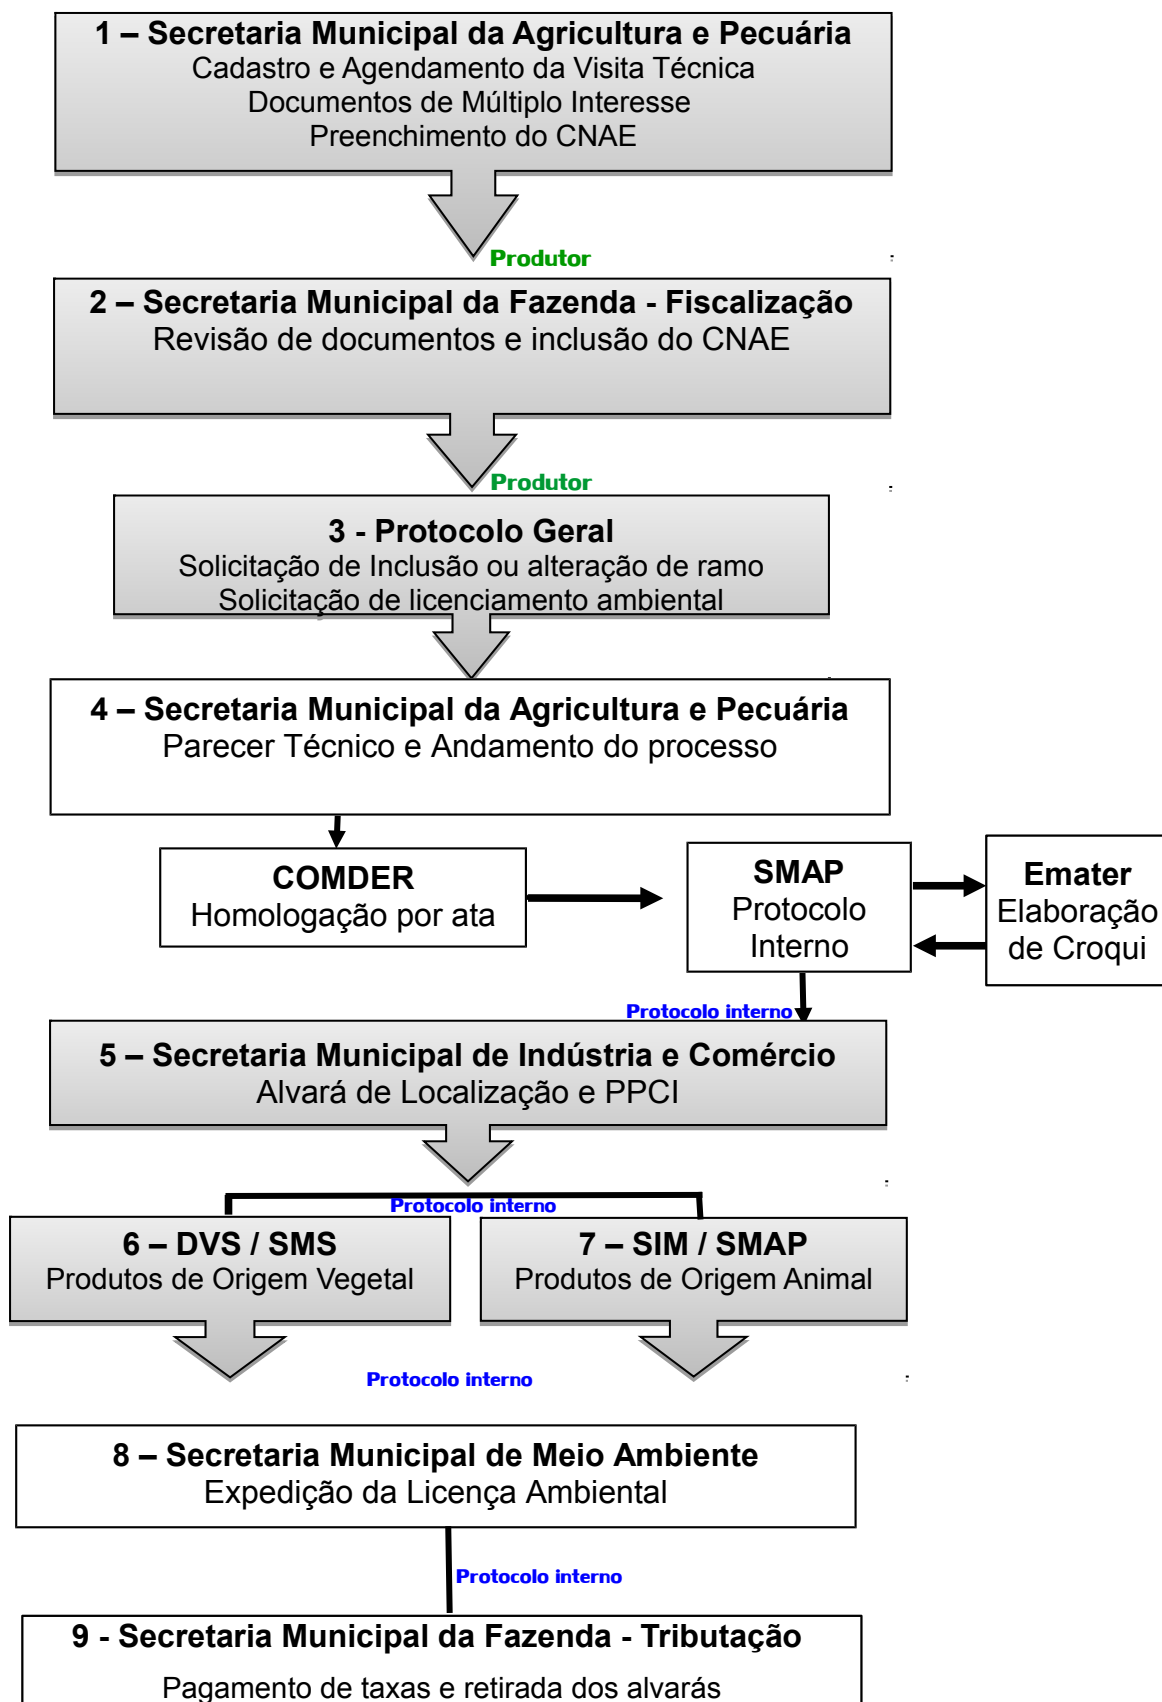 1 – Secretaria Municipal da Agricultura e Pecuária
Cadastro e Agendamento da Visita Técnica
Documentos de Múltiplo Interesse
Preenchimento do CNAE
Produtor
2 – Secretaria Municipal da Fazenda - Fiscalização
Revisão de documentos e inclusão do CNAE
Produtor
3 - Protocolo Geral
Solicitação de Inclusão ou alteração de ramo
Solicitação de licenciamento ambiental
4 – Secretaria Municipal da Agricultura e Pecuária
Parecer Técnico e Andamento do processo
COMDER
Homologação por ata
SMAP
Protocolo
Interno
Emater
Elaboração
de Croqui
Protocolo interno
5 – Secretaria Municipal de Indústria e Comércio
Alvará de Localização e PPCI
Protocolo interno
6 – DVS / SMS
Produtos de Origem Vegetal
7 – SIM / SMAP
Produtos de Origem Animal
Protocolo interno
8 – Secretaria Municipal de Meio Ambiente
Expedição da Licença Ambiental
Protocolo interno
9 - Secretaria Municipal da Fazenda - Tributação
Pagamento de taxas e retirada dos alvarás